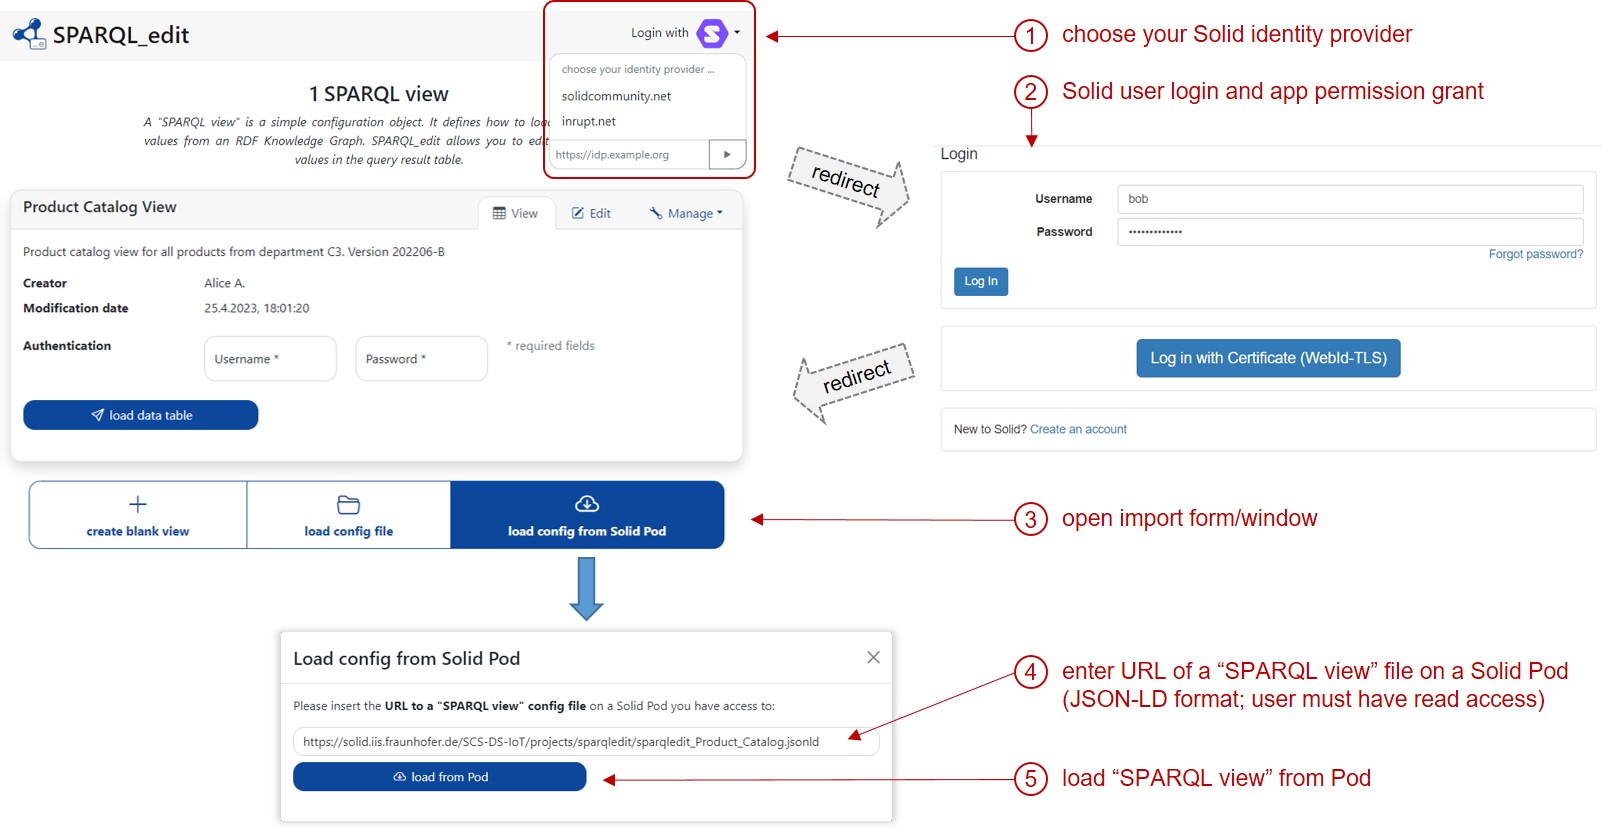 SPARQL_edit
Login with
choose your identity provider ...
solidcommunity.net
inrupt.net
https://idp.example.org
1 choose your Solid identity provider
2 Solid user login and app permission grant
1 SPARQL view
A "SPARQL view" is a simple configuration object. It defines how to
values from an RDF Knowledge Graph. SPARQL_edit allows you to edit
values in the query result table.
redirect
Login
Username bob
Password •••••••••••••
Forgot password?
Log In
Log in with Certificate (WebId-TLS)
New to Solid? Create an account
redirect
Product Catalog View
View
Edit
Manage
Product catalog view for all products from department C3. Version 202206-B
Creator Alice A.
Modification date 25.4.2023, 18:01:20
Authentication Username * Password * * required fields
load data table
create blank view
load config file
load config from Solid Pod
3 open import form/window
Load config from Solid Pod
Please insert the URL to a "SPARQL view" config file on a Solid Pod you have access to:
https://solid.iis.fraunhofer.de/SCS-DS-IoT/projects/sparqledit/sparqledit_Product_Catalog.jsonld
load from Pod
4 enter URL of a “SPARQL view” file on a Solid Pod
(JSON-LD format; user must have read access)
5 load “SPARQL view” from Pod